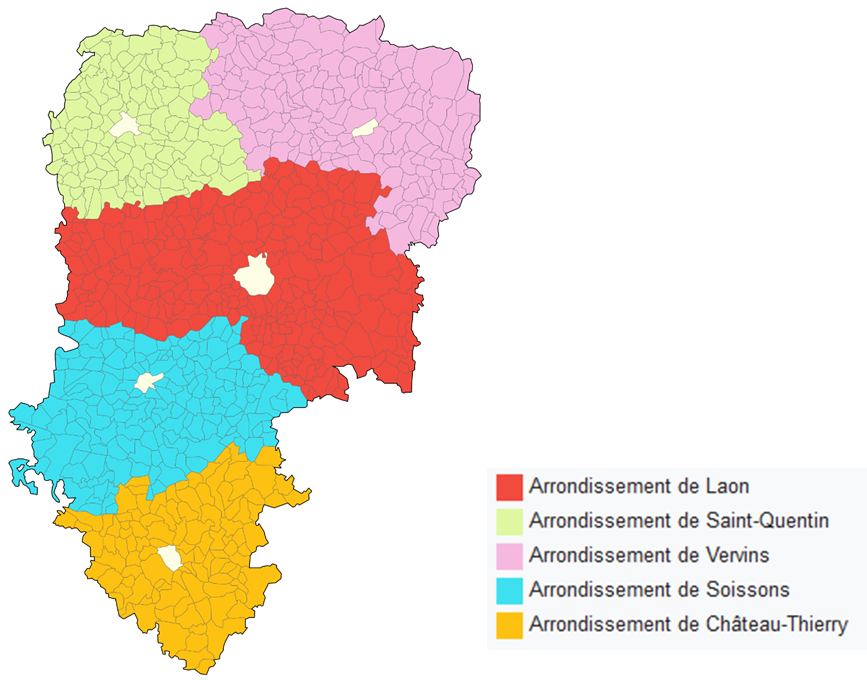 Arrondissement de Laon
Arrondissement de Saint-Quentin
Arrondissement de Vervins
Arrondissement de Soissons
Arrondissement de Château-Thierry